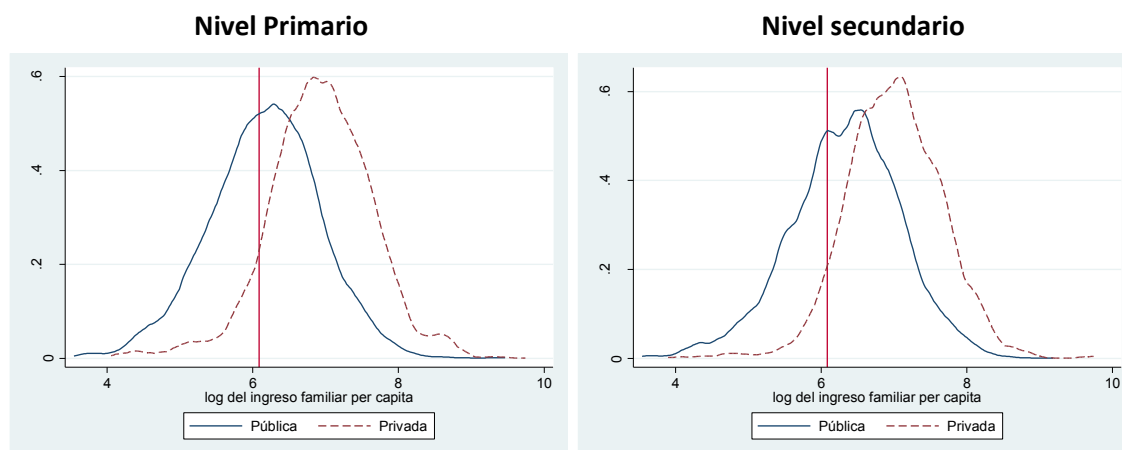 Nivel Primario
.6
.4
.2
0
4 6 8 10
log del ingreso familiar per capita
Pública Privada
Nivel secundario
.6
.4
.2
0
4 6 8 10
log del ingreso familiar per capita
Pública Privada